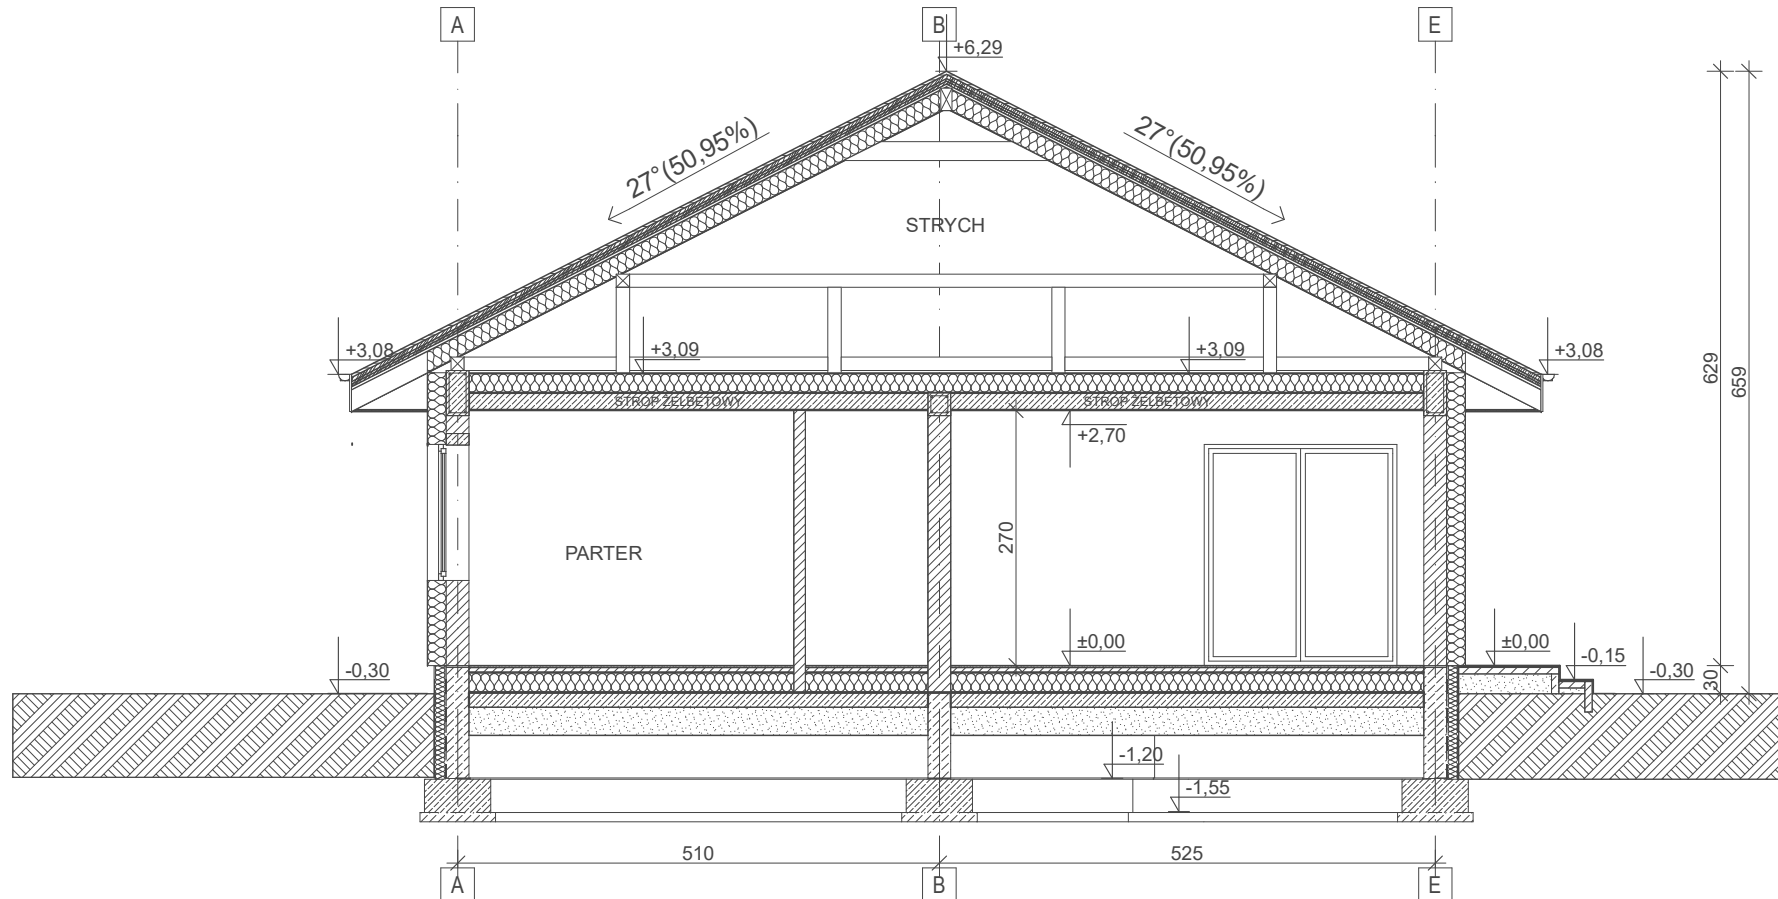 A
B
E
+6,29
27°(50,95%)
27°(50,95%)
STRYCH
+3,08
+3,09
+3,09
+3,08
629
659
STROP ŻELBETOWY
STROP ŻELBETOWY
+2,70
270
PARTER
±0,00
±0,00
-0,15
-0,30
-0,30
30
-1,20
-1,55
510
525
A
B
E